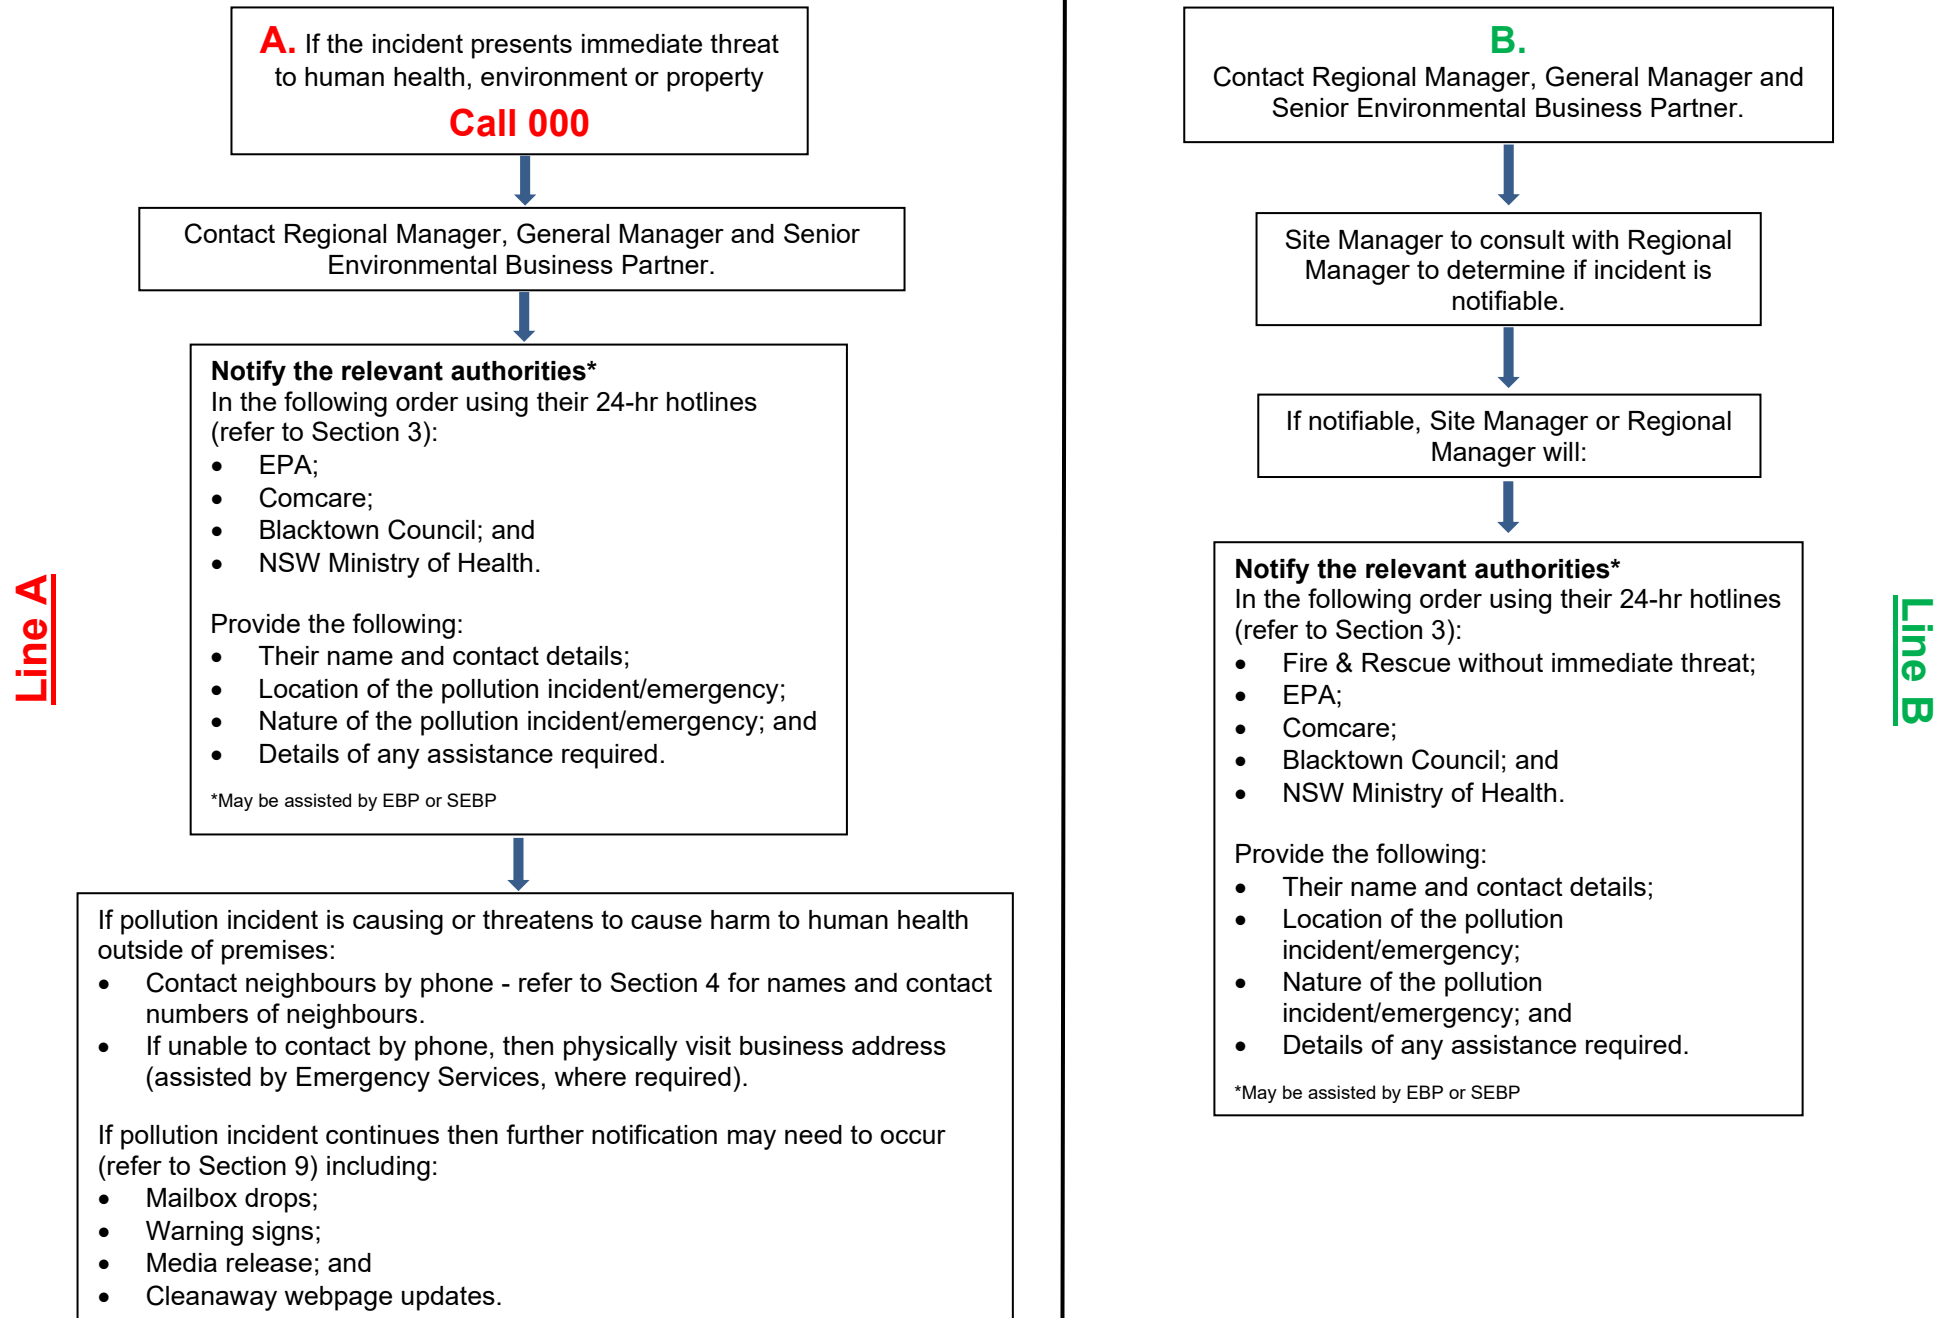 A. If the incident presents immediate threat
to human health, environment or property
Call 000
Contact Regional Manager, General Manager and Senior
Environmental Business Partner.
Notify the relevant authorities*
In the following order using their 24-hr hotlines
(refer to Section 3):
• EPA;
• Comcare;
• Blacktown Council; and
• NSW Ministry of Health.
Provide the following:
• Their name and contact details;
• Location of the pollution incident/emergency;
• Nature of the pollution incident/emergency; and
• Details of any assistance required.
*May be assisted by EBP or SEBP
If pollution incident is causing or threatens to cause harm to human health
outside of premises:
• Contact neighbours by phone - refer to Section 4 for names and contact
numbers of neighbours.
• If unable to contact by phone, then physically visit business address
(assisted by Emergency Services, where required).
If pollution incident continues then further notification may need to occur
(refer to Section 9) including:
• Mailbox drops;
• Warning signs;
• Media release; and
• Cleanaway webpage updates.
Line A
B.
Contact Regional Manager, General Manager and
Senior Environmental Business Partner.
Site Manager to consult with Regional
Manager to determine if incident is
notifiable.
If notifiable, Site Manager or Regional
Manager will:
Notify the relevant authorities*
In the following order using their 24-hr hotlines
(refer to Section 3):
• Fire & Rescue without immediate threat;
• EPA;
• Comcare;
• Blacktown Council; and
• NSW Ministry of Health.
Provide the following:
• Their name and contact details;
• Location of the pollution
incident/emergency;
• Nature of the pollution
incident/emergency; and
• Details of any assistance required.
*May be assisted by EBP or SEBP
Line B